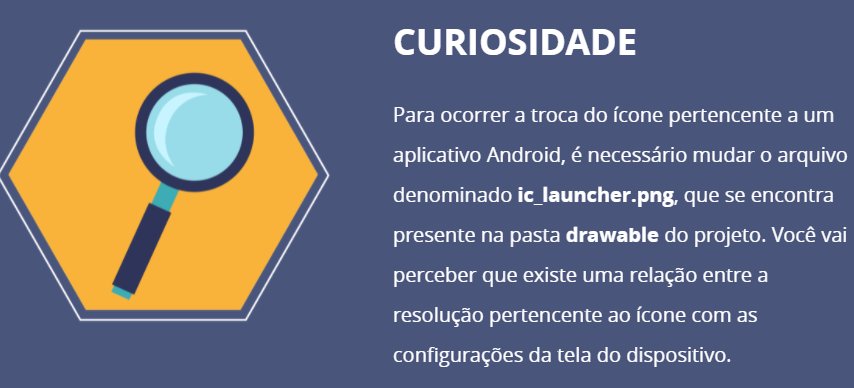 CURIOSIDADE
Para ocorrer a troca do ícone pertencente a um
aplicativo Android, é necessário mudar o arquivo
denominado ic_launcher.png, que se encontra
presente na pasta drawable do projeto. Você vai
perceber que existe uma relação entre a
resolução pertencente ao ícone com as
configurações da tela do dispositivo.